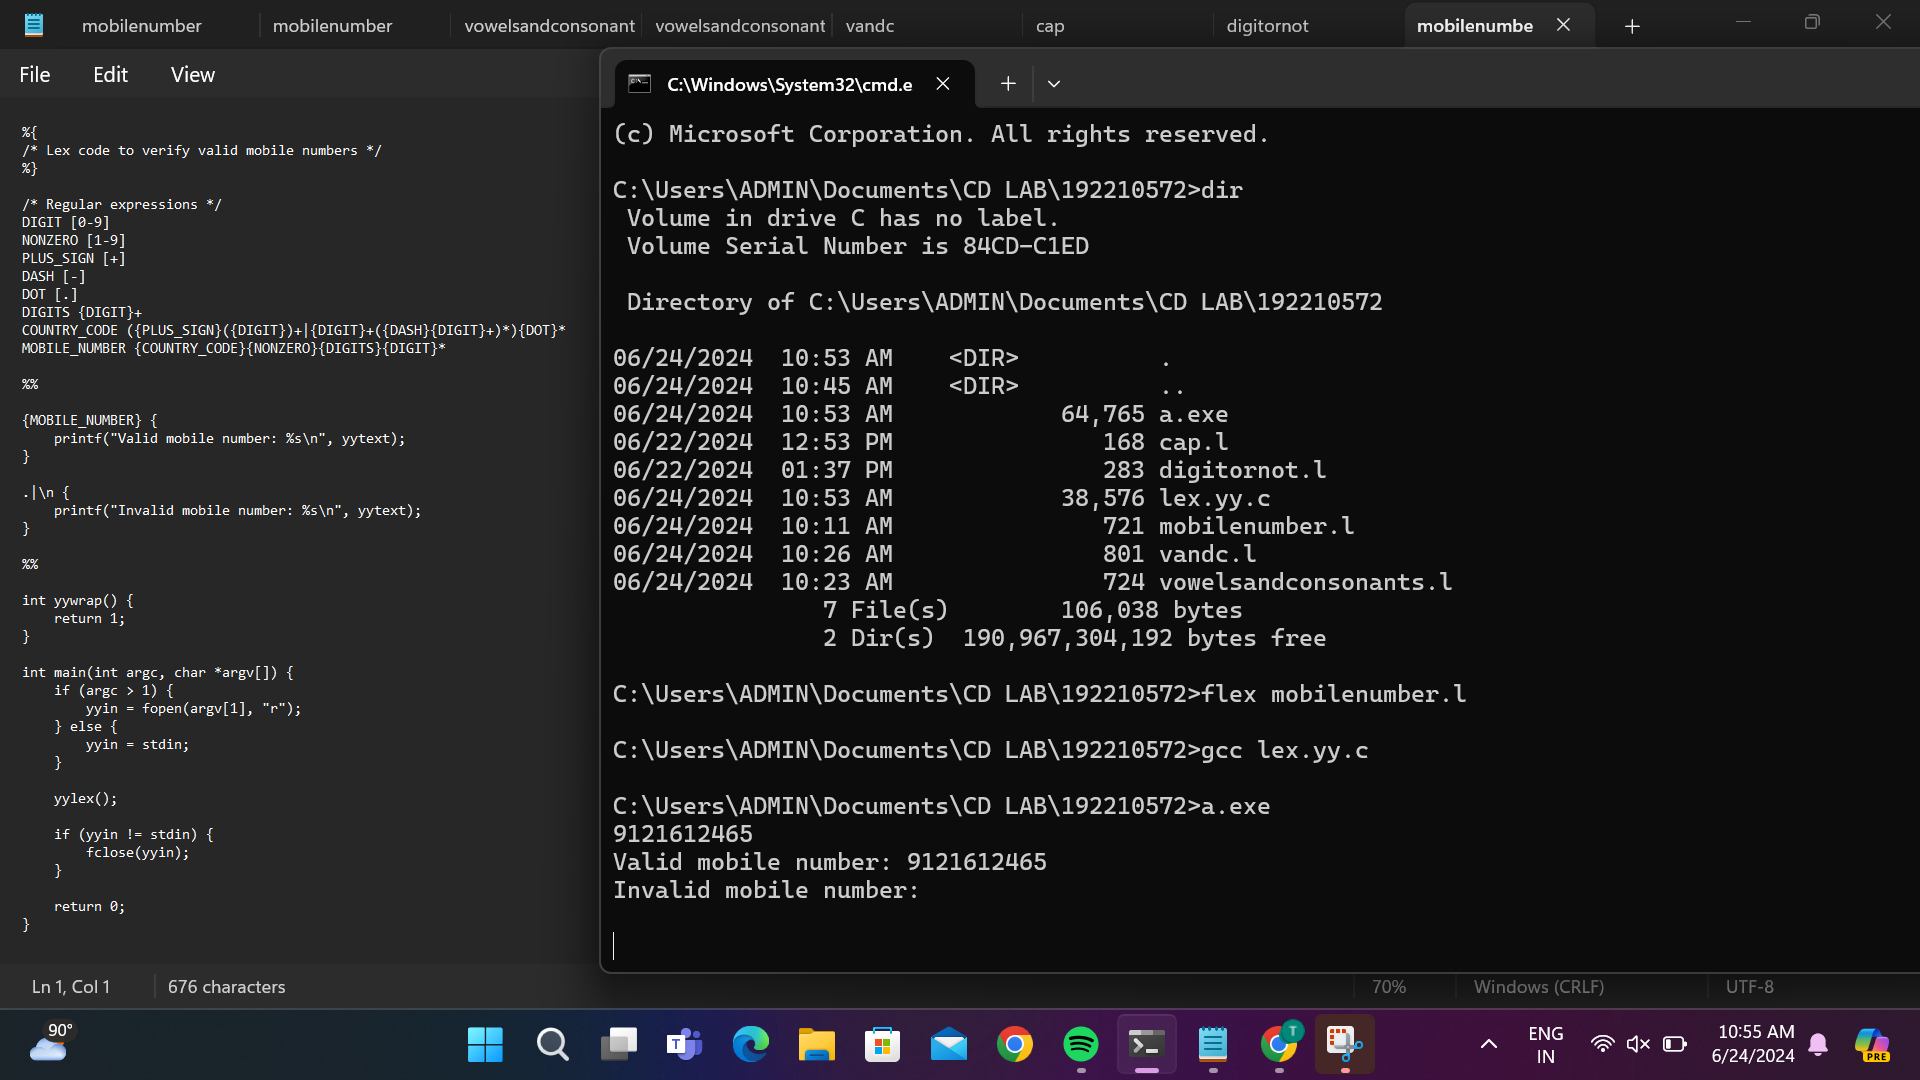 mobilenumber
mobilenumber
vowelsandconsonant
vowelsandconsonant
vandc
cap
digitornot
mobilenumbe
File
Edit
View
%{
/* Lex code to verify valid mobile numbers */
%}
/* Regular expressions */
DIGIT [0-9]
NONZERO [1-9]
PLUS_SIGN [+]
DASH [-]
DOT [.]
DIGITS {DIGIT}+
COUNTRY_CODE ({PLUS_SIGN}({DIGIT})+|{DIGIT}+({DASH}{DIGIT}+)*){DOT}*
MOBILE_NUMBER {COUNTRY_CODE}{NONZERO}{DIGITS}{DIGIT}*
%%
{MOBILE_NUMBER} {
    printf("Valid mobile number: %s\n", yytext);
}
.|\n {
    printf("Invalid mobile number: %s\n", yytext);
}
%%
int yywrap() {
    return 1;
}
int main(int argc, char *argv[]) {
    if (argc > 1) {
        yyin = fopen(argv[1], "r");
    } else {
        yyin = stdin;
    }
    yylex();
    if (yyin != stdin) {
        fclose(yyin);
    }
    return 0;
}
Ln 1, Col 1
676 characters
70%
Windows (CRLF)
UTF-8
C:\Windows\System32\cmd.e
(c) Microsoft Corporation. All rights reserved.
C:\Users\ADMIN\Documents\CD LAB\192210572>dir
 Volume in drive C has no label.
 Volume Serial Number is 84CD-C1ED
 Directory of C:\Users\ADMIN\Documents\CD LAB\192210572
06/24/2024  10:53 AM    <DIR>          .
06/24/2024  10:45 AM    <DIR>          ..
06/24/2024  10:53 AM            64,765 a.exe
06/22/2024  12:53 PM               168 cap.l
06/22/2024  01:37 PM               283 digitornot.l
06/24/2024  10:53 AM            38,576 lex.yy.c
06/24/2024  10:11 AM               721 mobilenumber.l
06/24/2024  10:26 AM               801 vandc.l
06/24/2024  10:23 AM               724 vowelsandconsonants.l
               7 File(s)        106,038 bytes
               2 Dir(s)  190,967,304,192 bytes free
C:\Users\ADMIN\Documents\CD LAB\192210572>flex mobilenumber.l
C:\Users\ADMIN\Documents\CD LAB\192210572>gcc lex.yy.c
C:\Users\ADMIN\Documents\CD LAB\192210572>a.exe
9121612465
Valid mobile number: 9121612465
Invalid mobile number:
90°
T
T
ENG
IN
10:55 AM
6/24/2024
PRE